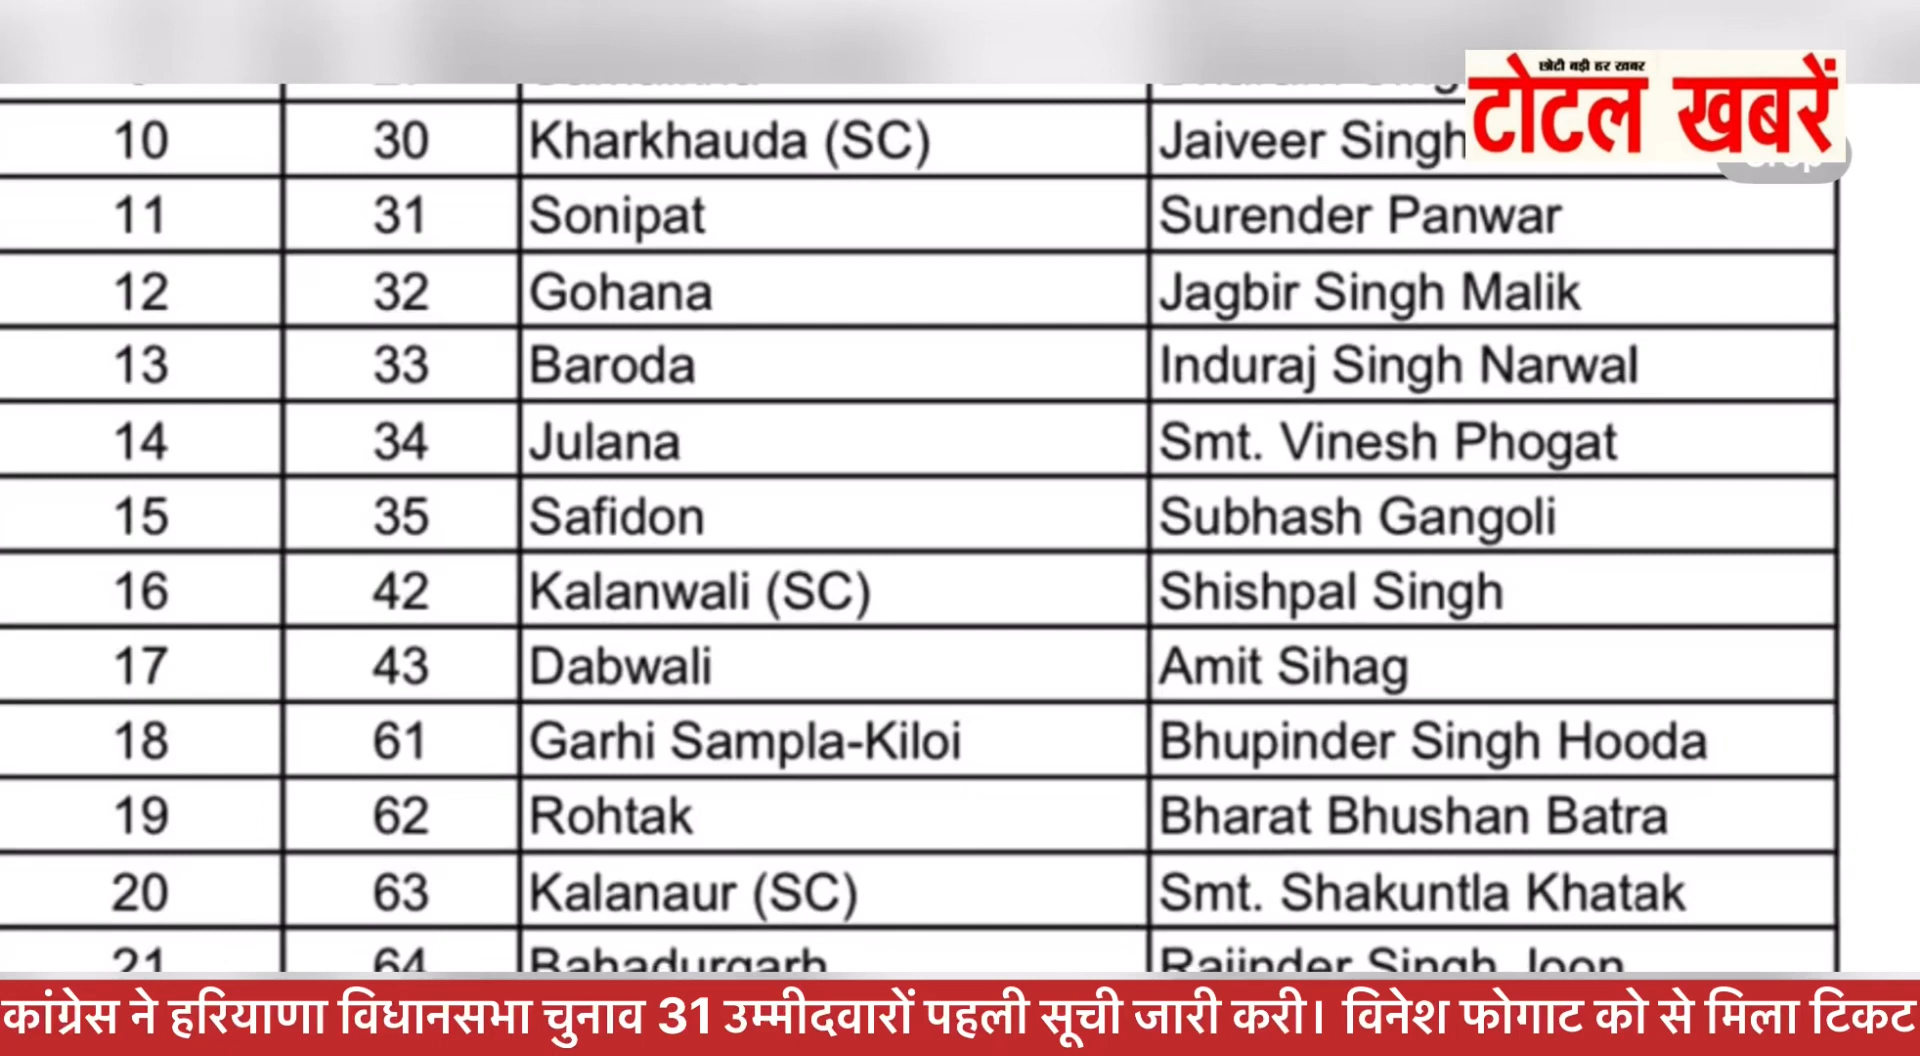 छोटी बड़ी हर खबर
टोटल खबरें
10 30 Kharkhauda (SC) Jaiveer Singh
11 31 Sonipat Surender Panwar
12 32 Gohana Jagbir Singh Malik
13 33 Baroda Induraj Singh Narwal
14 34 Julana Smt. Vinesh Phogat
15 35 Safidon Subhash Gangoli
16 42 Kalanwali (SC) Shishpal Singh
17 43 Dabwali Amit Sihag
18 61 Garhi Sampla-Kiloi Bhupinder Singh Hooda
19 62 Rohtak Bharat Bhushan Batra
20 63 Kalanaur (SC) Smt. Shakuntla Khatak
21 64 Bahadurgarh Rajinder Singh Joon
कांग्रेस ने हरियाणा विधानसभा चुनाव 31 उम्मीदवारों पहली सूची जारी करी। विनेश फोगाट को से मिला टिकट